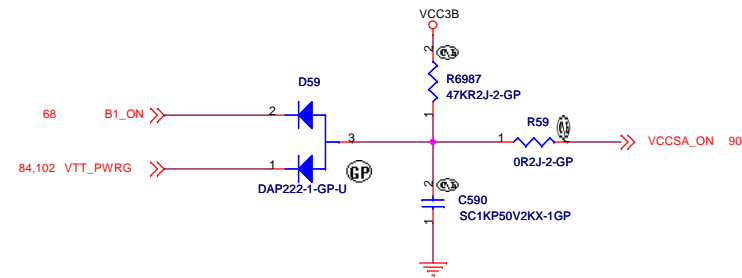 VCC3B
2
R6987
47KR2J-2-GP
1
D59
68 B1_ON 2
3
84,102 VTT_PWRG 1
DAP222-1-GP-U
GP
R59
1
0R2J-2-GP
VCCSA_ON 90
2
C590
SC1KP50V2KX-1GP
1